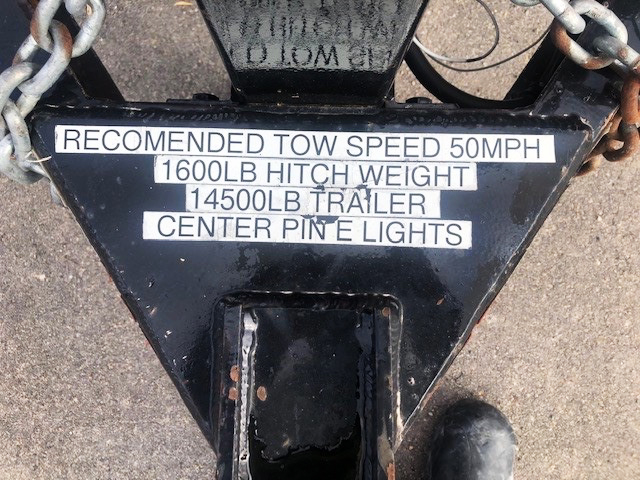 RECOMENDED TOW SPEED 50MPH
1600LB HITCH WEIGHT
14500LB TRAILER
CENTER PIN E LIGHTS